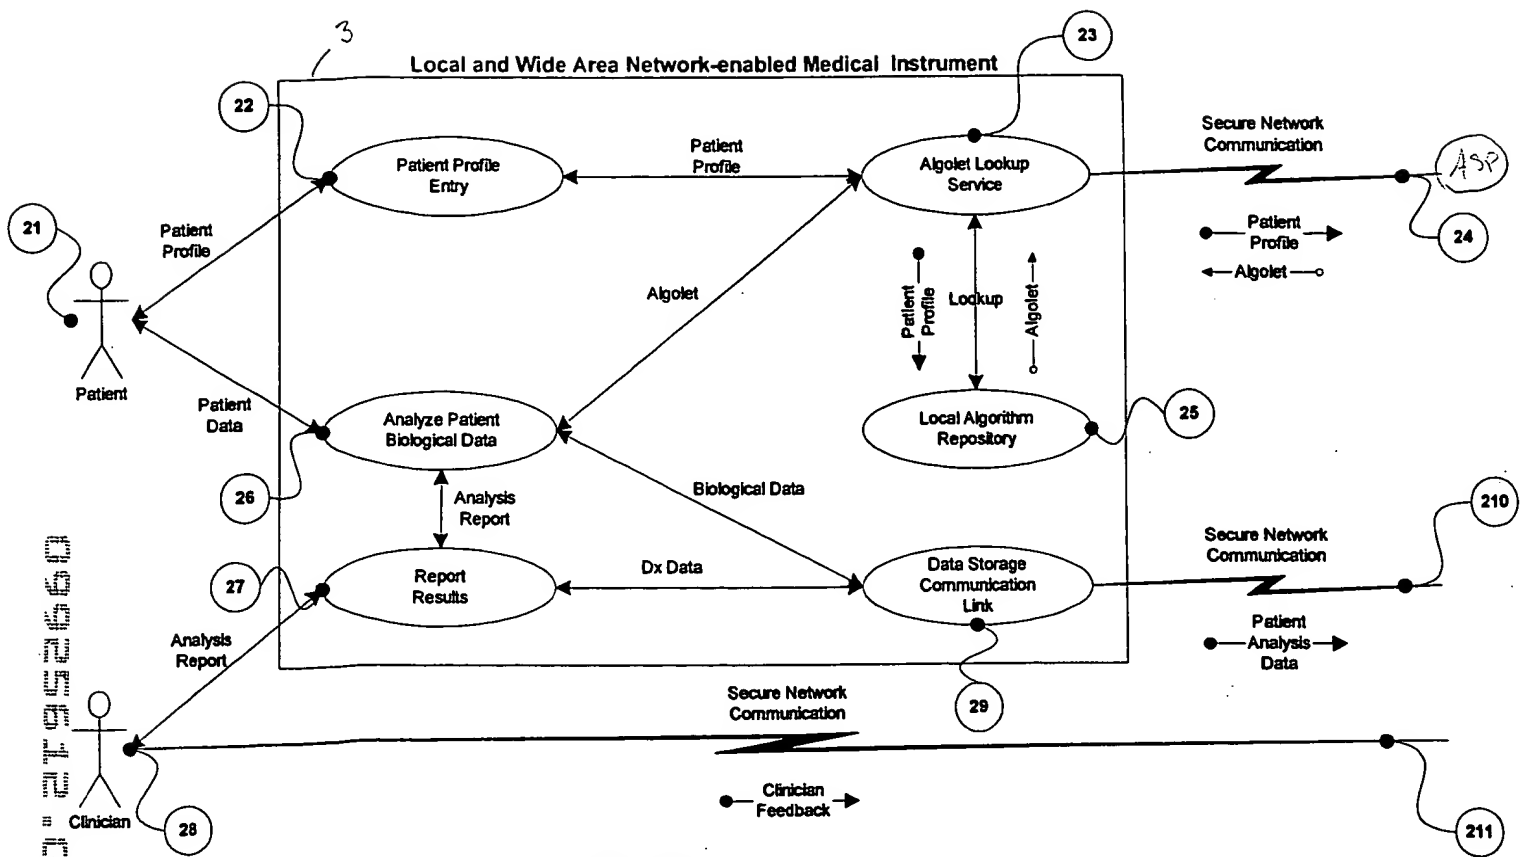 3
23
Local and Wide Area Network-enabled Medical Instrument
22
Secure Network
Communication
Patient
Profile
Patient Profile
Entry
Algolet Lookup
Service
ASP
21
Patient
Profile
Patient
Profile
24
Algolet
Algolet
Patient
Profile
Lookup
Algolet
Patient
Patient
Data
Analyze Patient
Biological Data
Local Algorithm
Repository
25
26
Analysis
Report
Biological Data
210
Secure Network
Communication
27
Report
Results
Dx Data
Data Storage
Communication
Link
Analysis
Report
Patient
Analysis
Data
Secure Network
Communication
29
Clinician
28
Clinician
Feedback
211